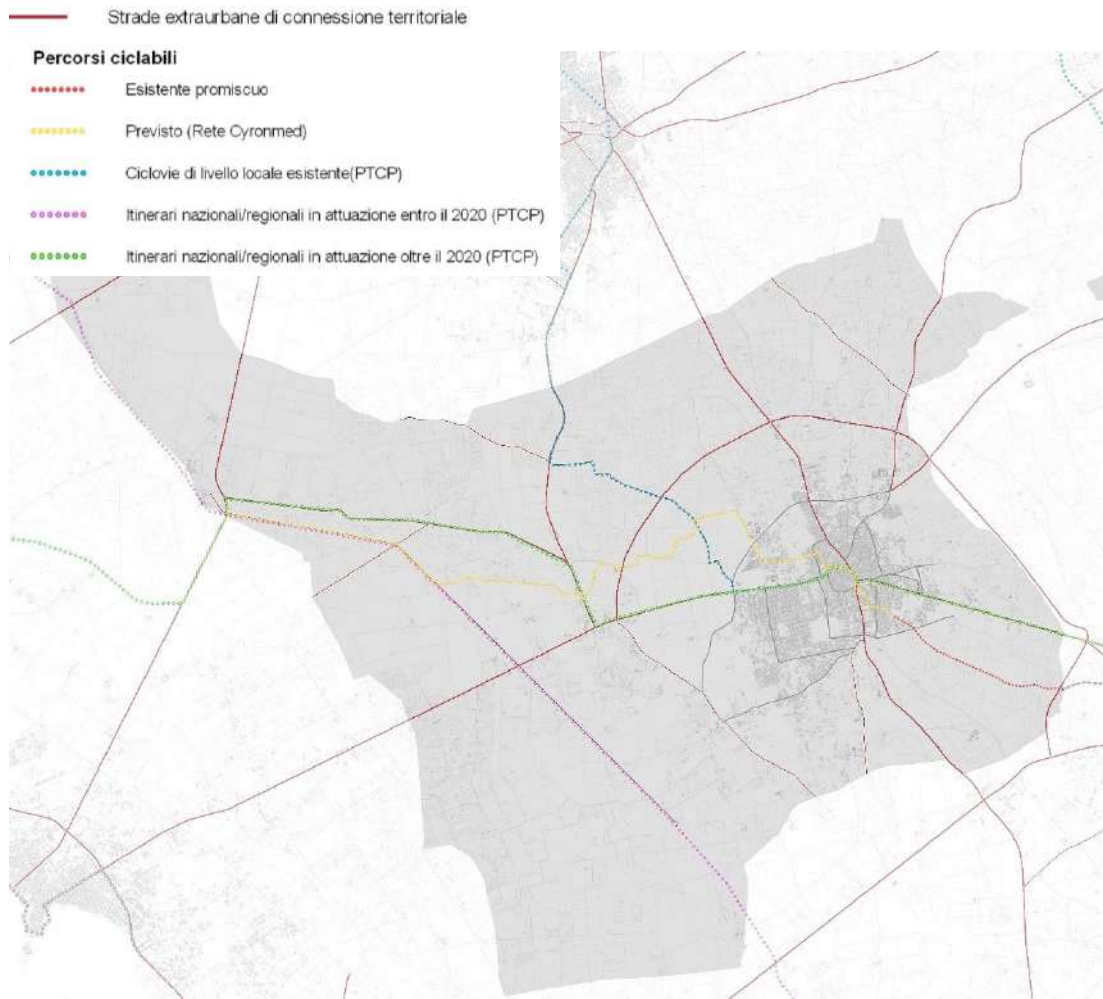 Strade extraurbane di connessione territoriale
Percorsi ciclabili
Esistente promiscuo
Previsto (Rete Cyronmed)
Ciclovie di livello locale esistente(PTCP)
Itinerari nazionali/regionali in attuazione entro il 2020 (PTCP)
Itinerari nazionali/regionali in attuazione oltre il 2020 (PTCP)